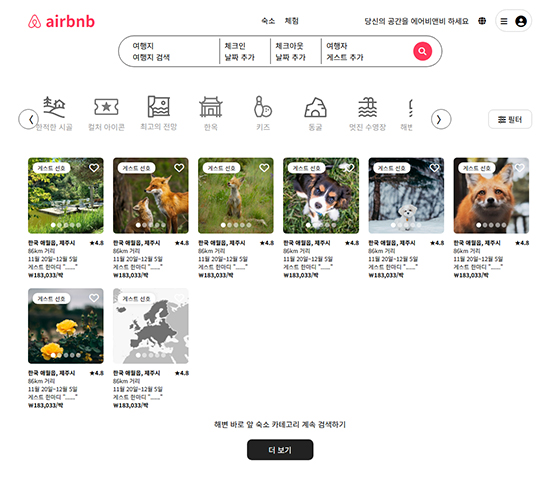 airbnb
숙소 체험
당신의 공간을 에어비앤비 하세요
여행지 체크인 체크아웃 여행자
여행지 검색 날짜 추가 날짜 추가 게스트 추가
한적한 시골 컬처 아이콘 최고의 전망 한옥 키즈 동굴 멋진 수영장 해변
필터
게스트 선호 게스트 선호 게스트 선호 게스트 선호 게스트 선호 게스트 선호
한국 애월읍, 제주시 ★4.8 한국 애월읍, 제주시 ★4.8 한국 애월읍, 제주시 ★4.8 한국 애월읍, 제주시 ★4.8 한국 애월읍, 제주시 ★4.8 한국 애월읍, 제주시 ★4.8
86km 거리 86km 거리 86km 거리 86km 거리 86km 거리 86km 거리
11월 20일~12월 5일 11월 20일~12월 5일 11월 20일~12월 5일 11월 20일~12월 5일 11월 20일~12월 5일 11월 20일~12월 5일
게스트 한마디 "......" 게스트 한마디 "......" 게스트 한마디 "......" 게스트 한마디 "......" 게스트 한마디 "......" 게스트 한마디 "......"
₩183,033/박 ₩183,033/박 ₩183,033/박 ₩183,033/박 ₩183,033/박 ₩183,033/박
게스트 선호 게스트 선호
한국 애월읍, 제주시 ★4.8 한국 애월읍, 제주시 ★4.8
86km 거리 86km 거리
11월 20일~12월 5일 11월 20일~12월 5일
게스트 한마디 "......" 게스트 한마디 "......"
₩183,033/박 ₩183,033/박
해변 바로 앞 숙소 카테고리 계속 검색하기
더 보기